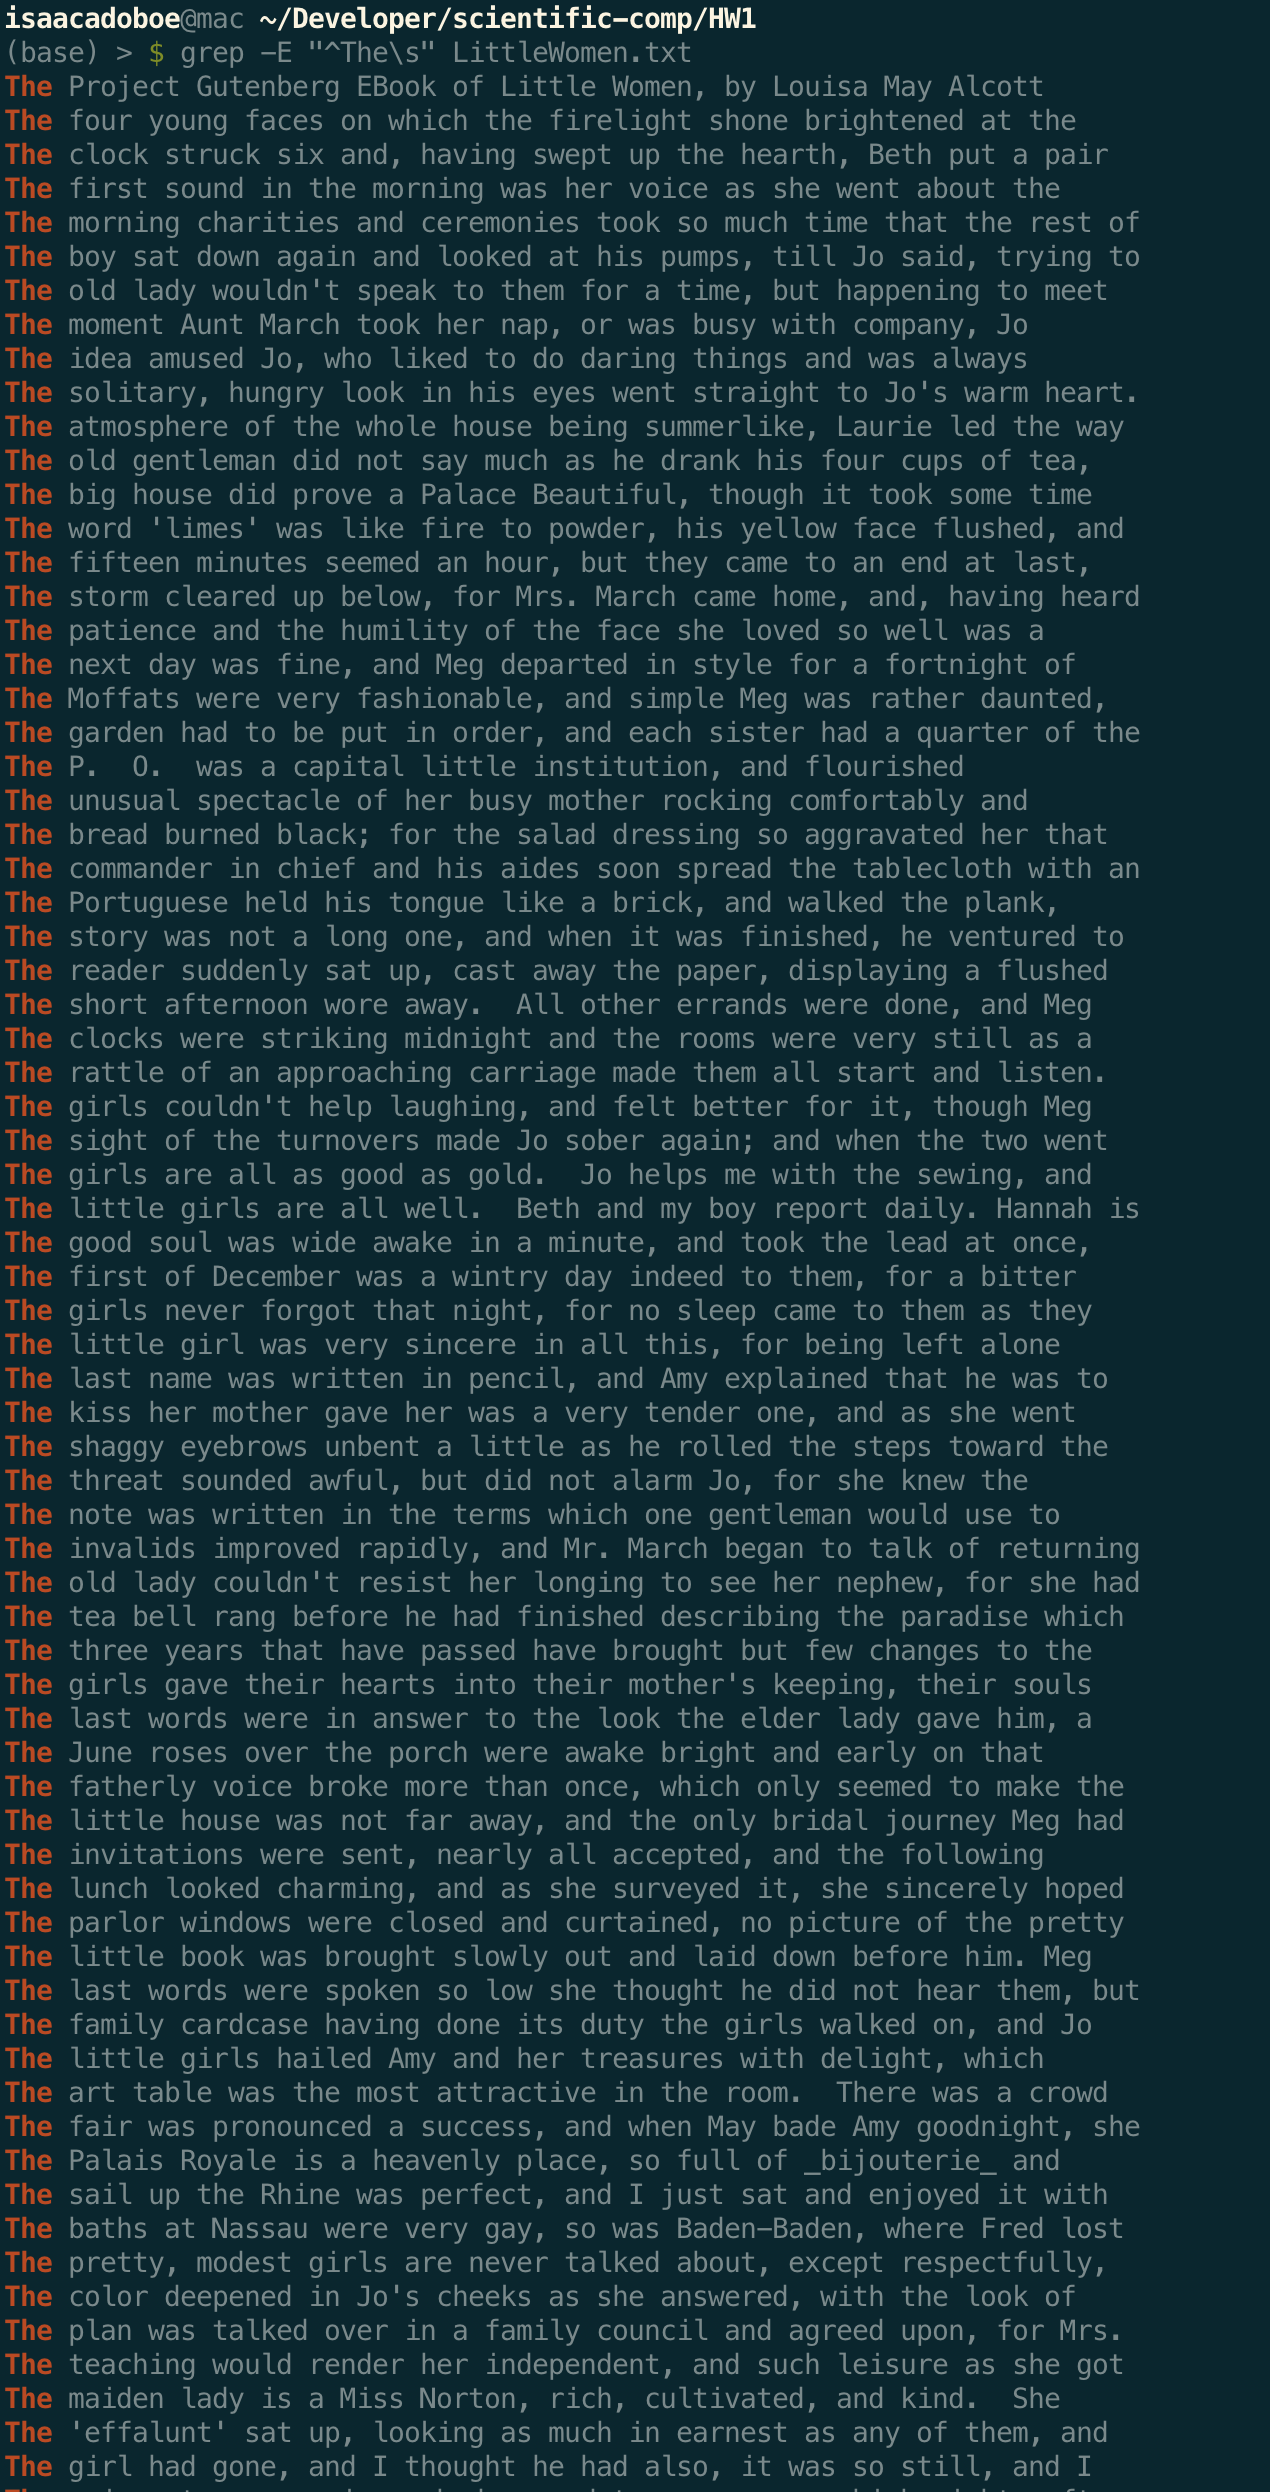 isaacadoboe@mac ~/Developer/scientific-comp/HW1
(base) > $ grep -E "^The\s" LittleWomen.txt
The Project Gutenberg EBook of Little Women, by Louisa May Alcott
The four young faces on which the firelight shone brightened at the
The clock struck six and, having swept up the hearth, Beth put a pair
The first sound in the morning was her voice as she went about the
The morning charities and ceremonies took so much time that the rest of
The boy sat down again and looked at his pumps, till Jo said, trying to
The old lady wouldn't speak to them for a time, but happening to meet
The moment Aunt March took her nap, or was busy with company, Jo
The idea amused Jo, who liked to do daring things and was always
The solitary, hungry look in his eyes went straight to Jo's warm heart.
The atmosphere of the whole house being summerlike, Laurie led the way
The old gentleman did not say much as he drank his four cups of tea,
The big house did prove a Palace Beautiful, though it took some time
The word 'limes' was like fire to powder, his yellow face flushed, and
The fifteen minutes seemed an hour, but they came to an end at last,
The storm cleared up below, for Mrs. March came home, and, having heard
The patience and the humility of the face she loved so well was a
The next day was fine, and Meg departed in style for a fortnight of
The Moffats were very fashionable, and simple Meg was rather daunted,
The garden had to be put in order, and each sister had a quarter of the
The P.  O.  was a capital little institution, and flourished
The unusual spectacle of her busy mother rocking comfortably and
The bread burned black; for the salad dressing so aggravated her that
The commander in chief and his aides soon spread the tablecloth with an
The Portuguese held his tongue like a brick, and walked the plank,
The story was not a long one, and when it was finished, he ventured to
The reader suddenly sat up, cast away the paper, displaying a flushed
The short afternoon wore away.  All other errands were done, and Meg
The clocks were striking midnight and the rooms were very still as a
The rattle of an approaching carriage made them all start and listen.
The girls couldn't help laughing, and felt better for it, though Meg
The sight of the turnovers made Jo sober again; and when the two went
The girls are all as good as gold.  Jo helps me with the sewing, and
The little girls are all well.  Beth and my boy report daily. Hannah is
The good soul was wide awake in a minute, and took the lead at once,
The first of December was a wintry day indeed to them, for a bitter
The girls never forgot that night, for no sleep came to them as they
The little girl was very sincere in all this, for being left alone
The last name was written in pencil, and Amy explained that he was to
The kiss her mother gave her was a very tender one, and as she went
The shaggy eyebrows unbent a little as he rolled the steps toward the
The threat sounded awful, but did not alarm Jo, for she knew the
The note was written in the terms which one gentleman would use to
The invalids improved rapidly, and Mr. March began to talk of returning
The old lady couldn't resist her longing to see her nephew, for she had
The tea bell rang before he had finished describing the paradise which
The three years that have passed have brought but few changes to the
The girls gave their hearts into their mother's keeping, their souls
The last words were in answer to the look the elder lady gave him, a
The June roses over the porch were awake bright and early on that
The fatherly voice broke more than once, which only seemed to make the
The little house was not far away, and the only bridal journey Meg had
The invitations were sent, nearly all accepted, and the following
The lunch looked charming, and as she surveyed it, she sincerely hoped
The parlor windows were closed and curtained, no picture of the pretty
The little book was brought slowly out and laid down before him. Meg
The last words were spoken so low she thought he did not hear them, but
The family cardcase having done its duty the girls walked on, and Jo
The little girls hailed Amy and her treasures with delight, which
The art table was the most attractive in the room.  There was a crowd
The fair was pronounced a success, and when May bade Amy goodnight, she
The Palais Royale is a heavenly place, so full of _bijouterie_ and
The sail up the Rhine was perfect, and I just sat and enjoyed it with
The baths at Nassau were very gay, so was Baden-Baden, where Fred lost
The pretty, modest girls are never talked about, except respectfully,
The color deepened in Jo's cheeks as she answered, with the look of
The plan was talked over in a family council and agreed upon, for Mrs.
The teaching would render her independent, and such leisure as she got
The maiden lady is a Miss Norton, rich, cultivated, and kind.  She
The 'effalunt' sat up, looking as much in earnest as any of them, and
The girl had gone, and I thought he had also, it was so still, and I